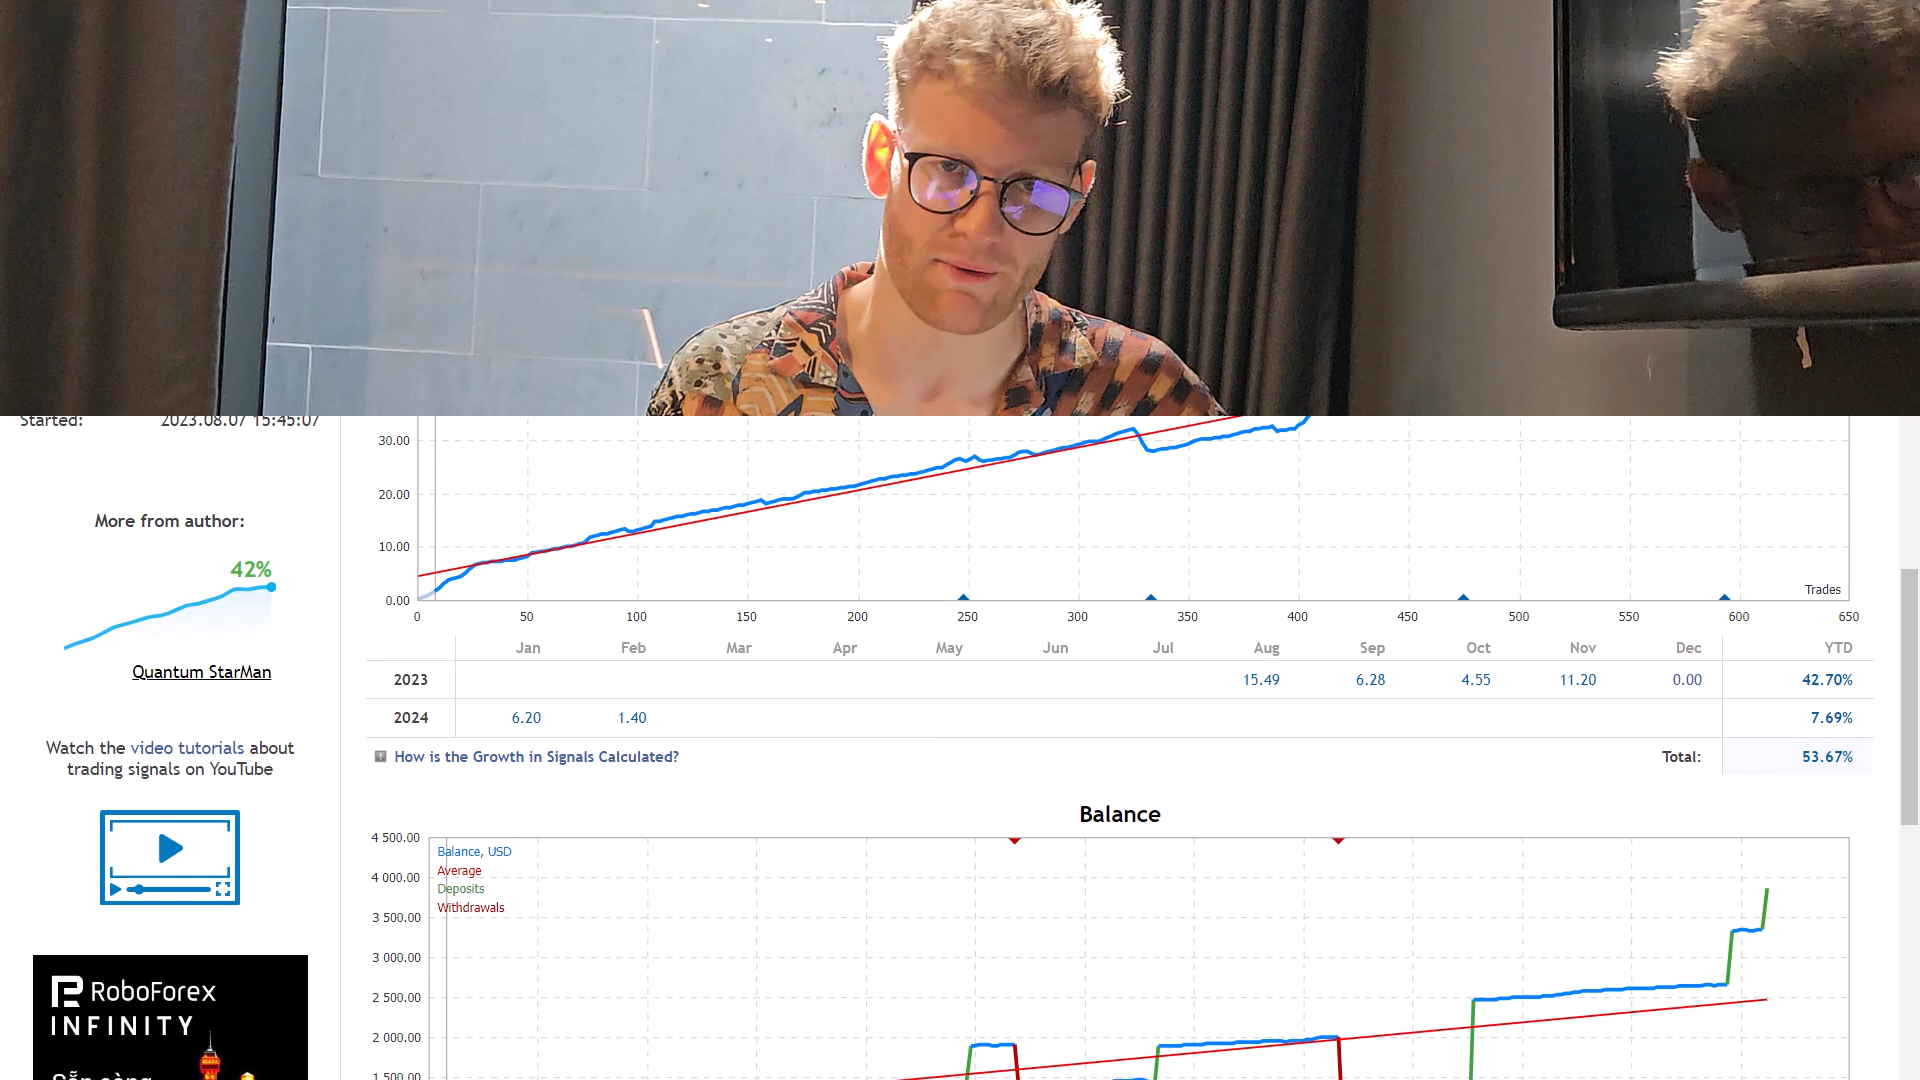 Started: 2023.08.07 15:45:07
More from author:
42%
Quantum StarMan
Watch the video tutorials about
trading signals on YouTube
RoboForex
INFINITY
Sẵn sàng
30.00
20.00
10.00
0.00
Trades
0 50 100 150 200 250 300 350 400 450 500 550 600 650
Jan Feb Mar Apr May Jun Jul Aug Sep Oct Nov Dec YTD
2023 15.49 6.28 4.55 11.20 0.00 42.70%
2024 6.20 1.40 7.69%
How is the Growth in Signals Calculated? Total: 53.67%
Balance
4 500.00
4 000.00
3 500.00
3 000.00
2 500.00
2 000.00
1 500.00
Balance, USD
Average
Deposits
Withdrawals